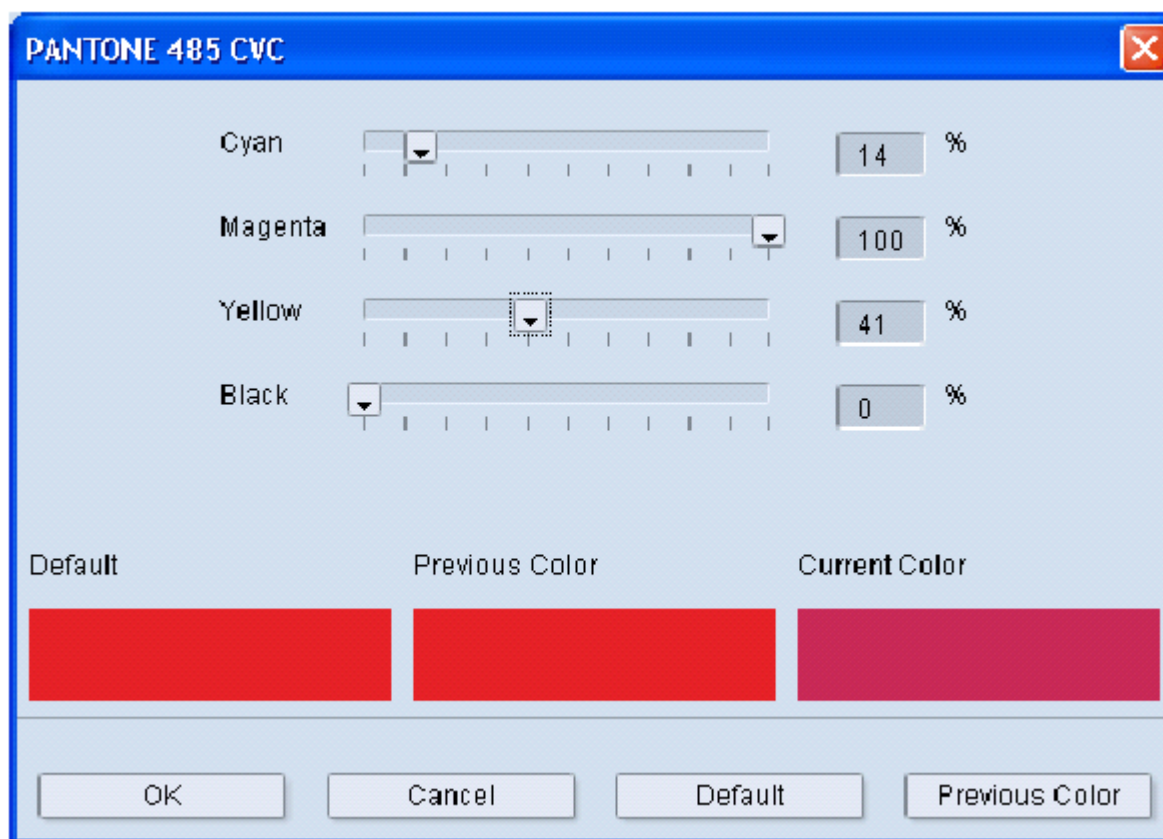 PANTONE 485 CVC
Cyan 14 %
Magenta 100 %
Yellow 41 %
Black 0 %
Default Previous Color Current Color
OK Cancel Default Previous Color